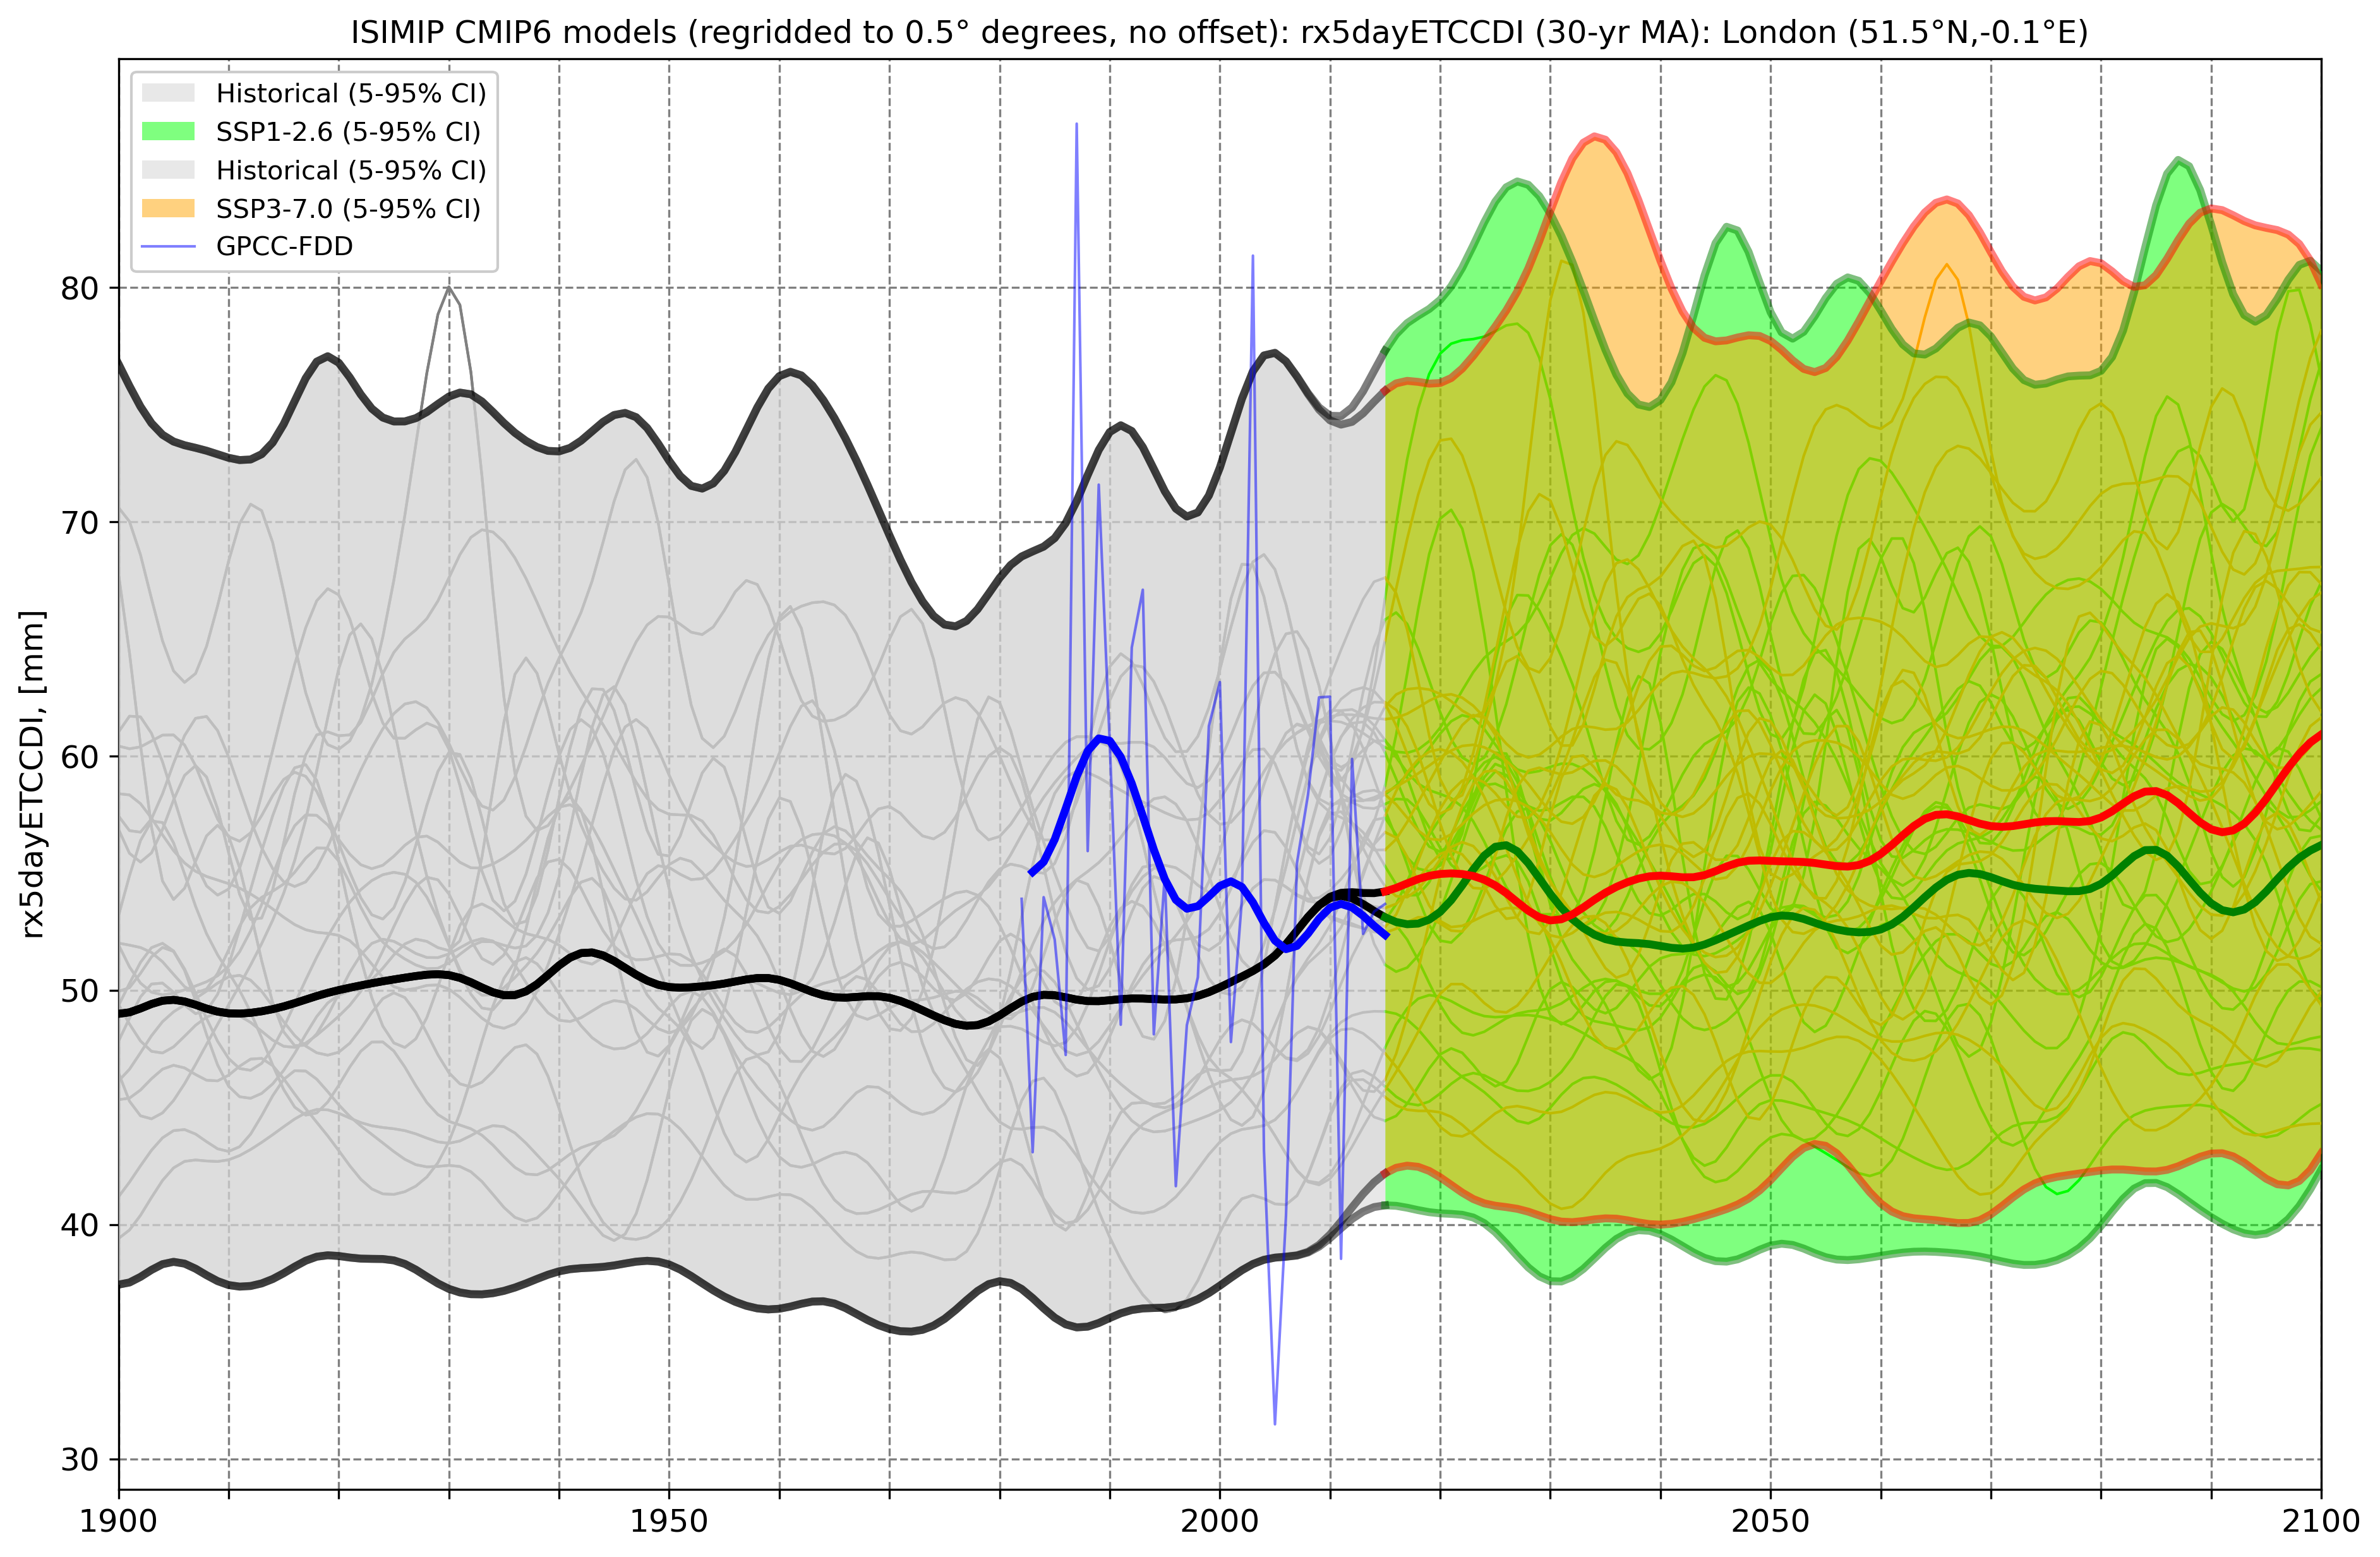 ISIMIP CMIP6 models (regridded to 0.5° degrees, no offset): rx5dayETCCDI (30-yr MA): London (51.5°N,-0.1°E)
Historical (5-95% CI)
SSP1-2.6 (5-95% CI)
Historical (5-95% CI)
SSP3-7.0 (5-95% CI)
GPCC-FDD
rx5dayETCCDI, [mm]
80
70
60
50
40
30
1900 1950 2000 2050 2100